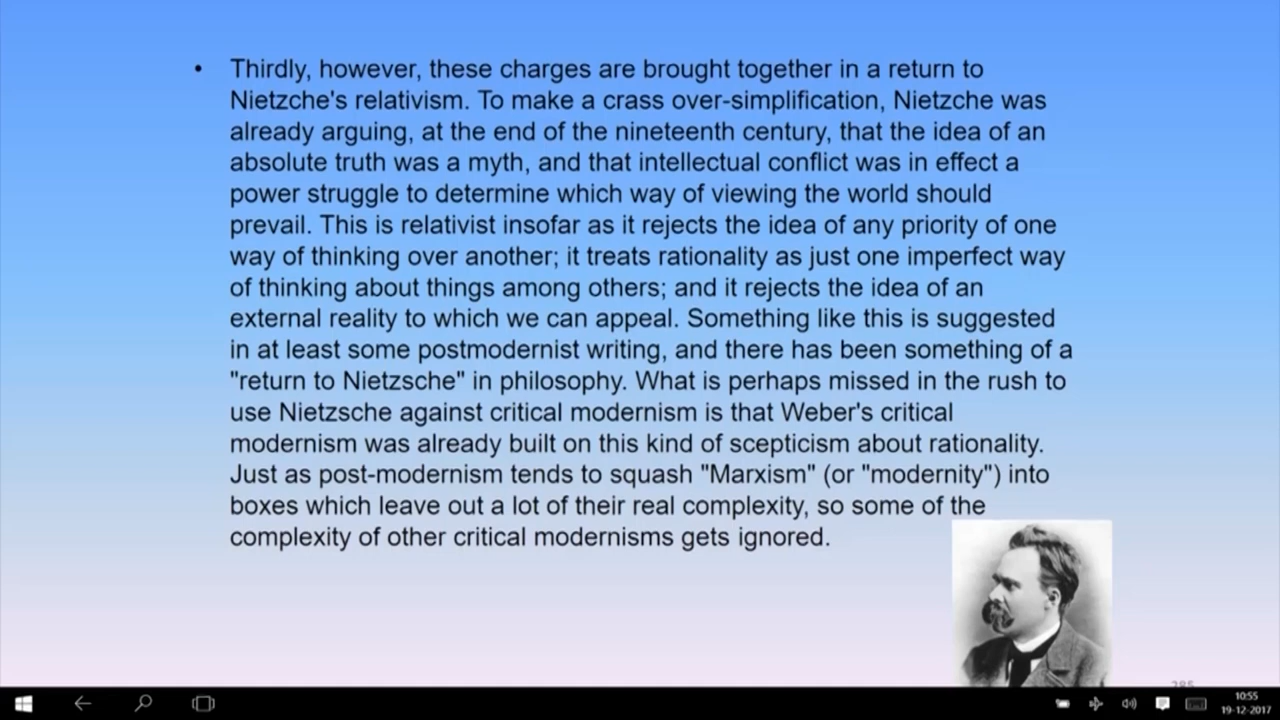 • Thirdly, however, these charges are brought together in a return to
Nietzche's relativism. To make a crass over-simplification, Nietzche was
already arguing, at the end of the nineteenth century, that the idea of an
absolute truth was a myth, and that intellectual conflict was in effect a
power struggle to determine which way of viewing the world should
prevail. This is relativist insofar as it rejects the idea of any priority of one
way of thinking over another; it treats rationality as just one imperfect way
of thinking about things among others; and it rejects the idea of an
external reality to which we can appeal. Something like this is suggested
in at least some postmodernist writing, and there has been something of a
"return to Nietzsche" in philosophy. What is perhaps missed in the rush to
use Nietzsche against critical modernism is that Weber's critical
modernism was already built on this kind of scepticism about rationality.
Just as post-modernism tends to squash "Marxism" (or "modernity") into
boxes which leave out a lot of their real complexity, so some of the
complexity of other critical modernisms gets ignored.
10:55
19-12-2017